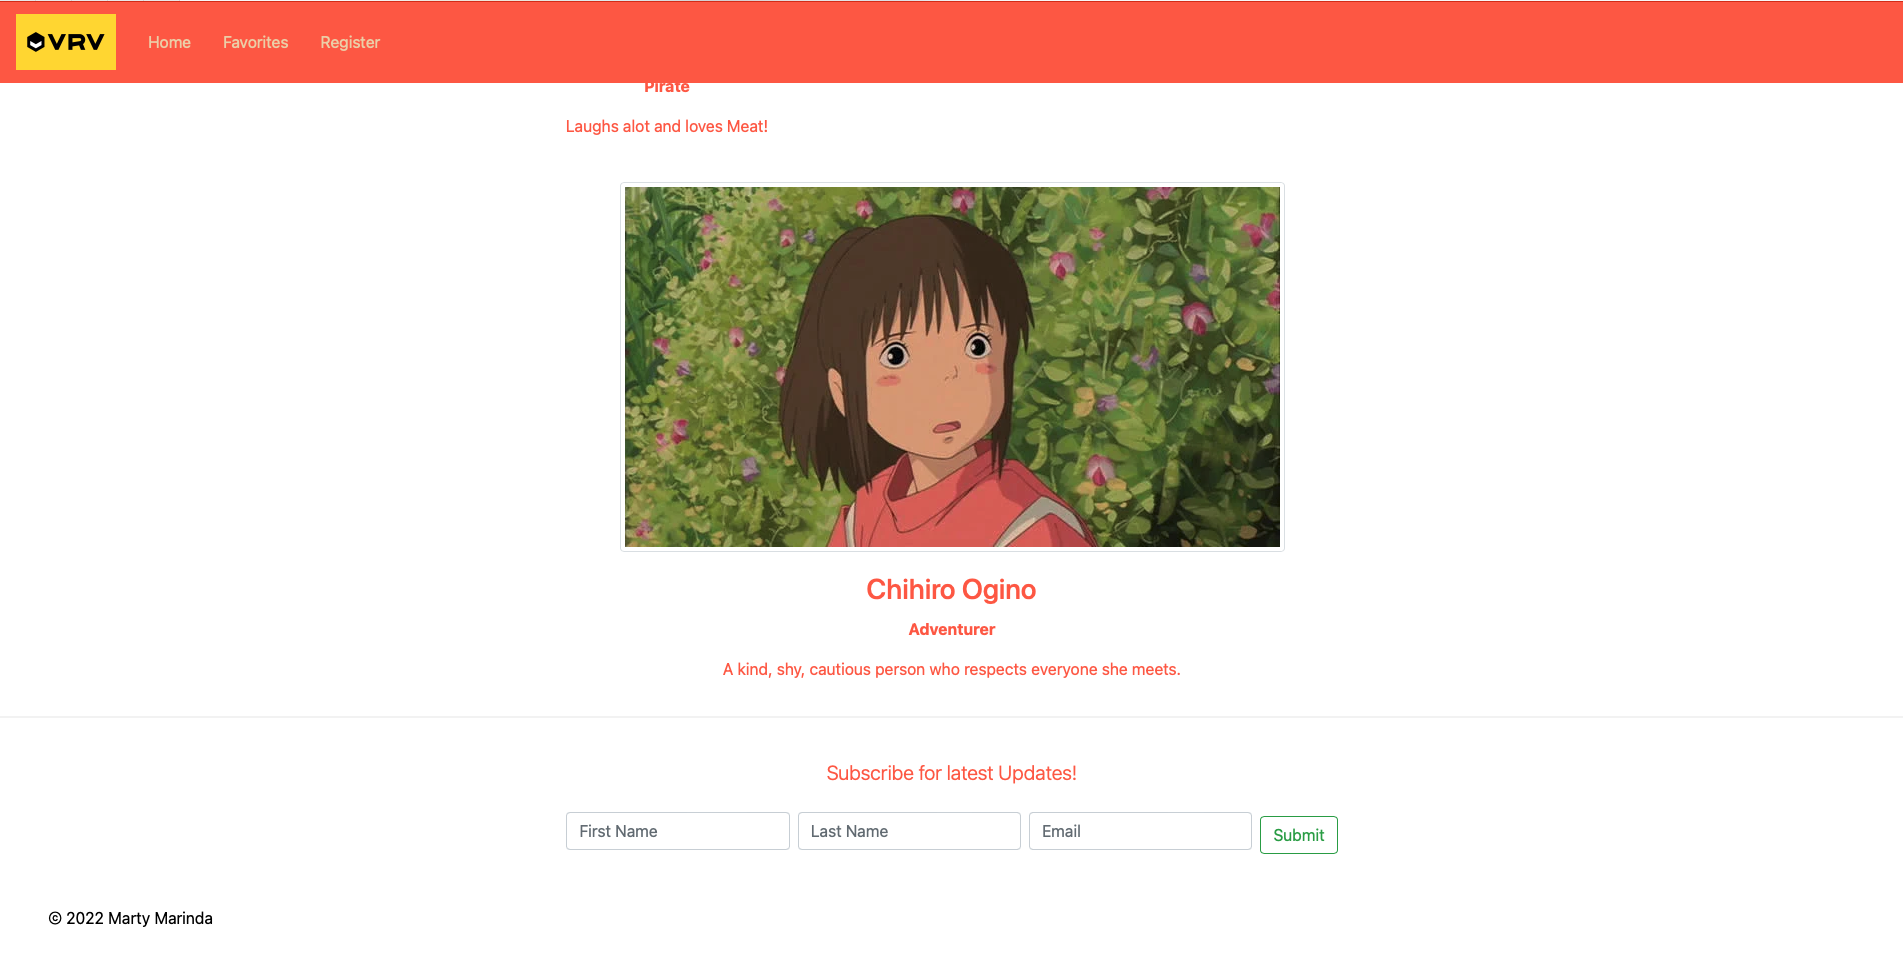 VRV Home Favorites Register
Pirate
Laughs alot and loves Meat!
Chihiro Ogino
Adventurer
A kind, shy, cautious person who respects everyone she meets.
Subscribe for latest Updates!
First Name Last Name Email Submit
© 2022 Marty Marinda